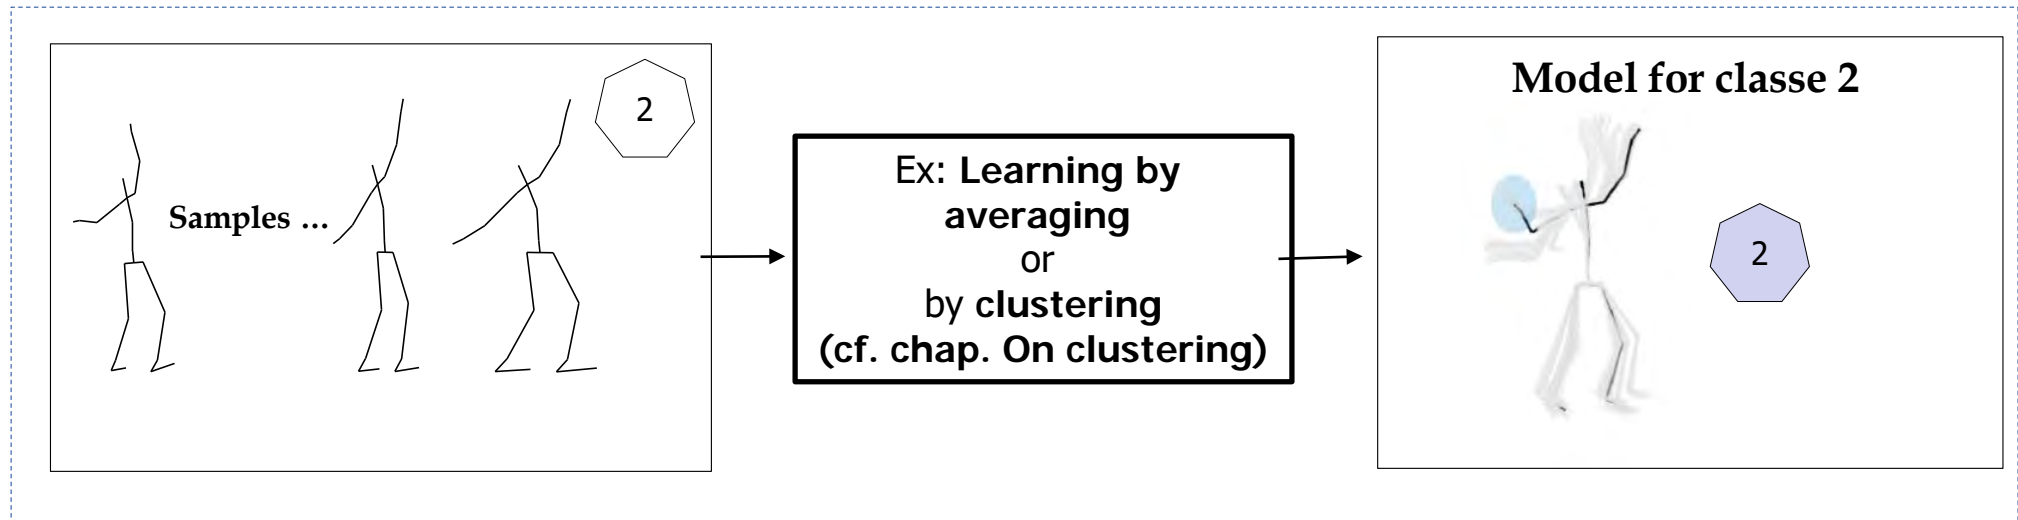 2
Samples ...
Ex: Learning by
averaging
or
by clustering
(cf. chap. On clustering)
Model for classe 2
2